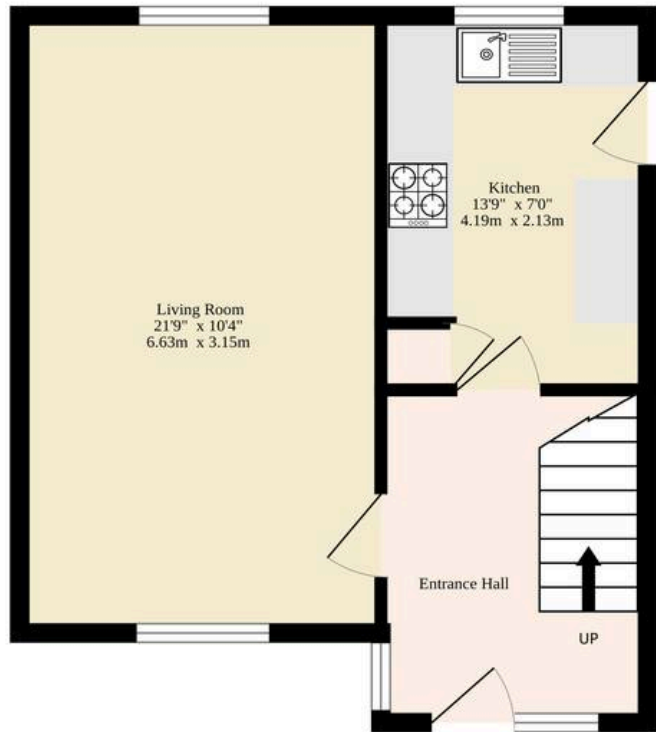 Kitchen
13'9" x 7'0"
4.19m x 2.13m
Living Room
21'9" x 10'4"
6.63m x 3.15m
Entrance Hall
UP